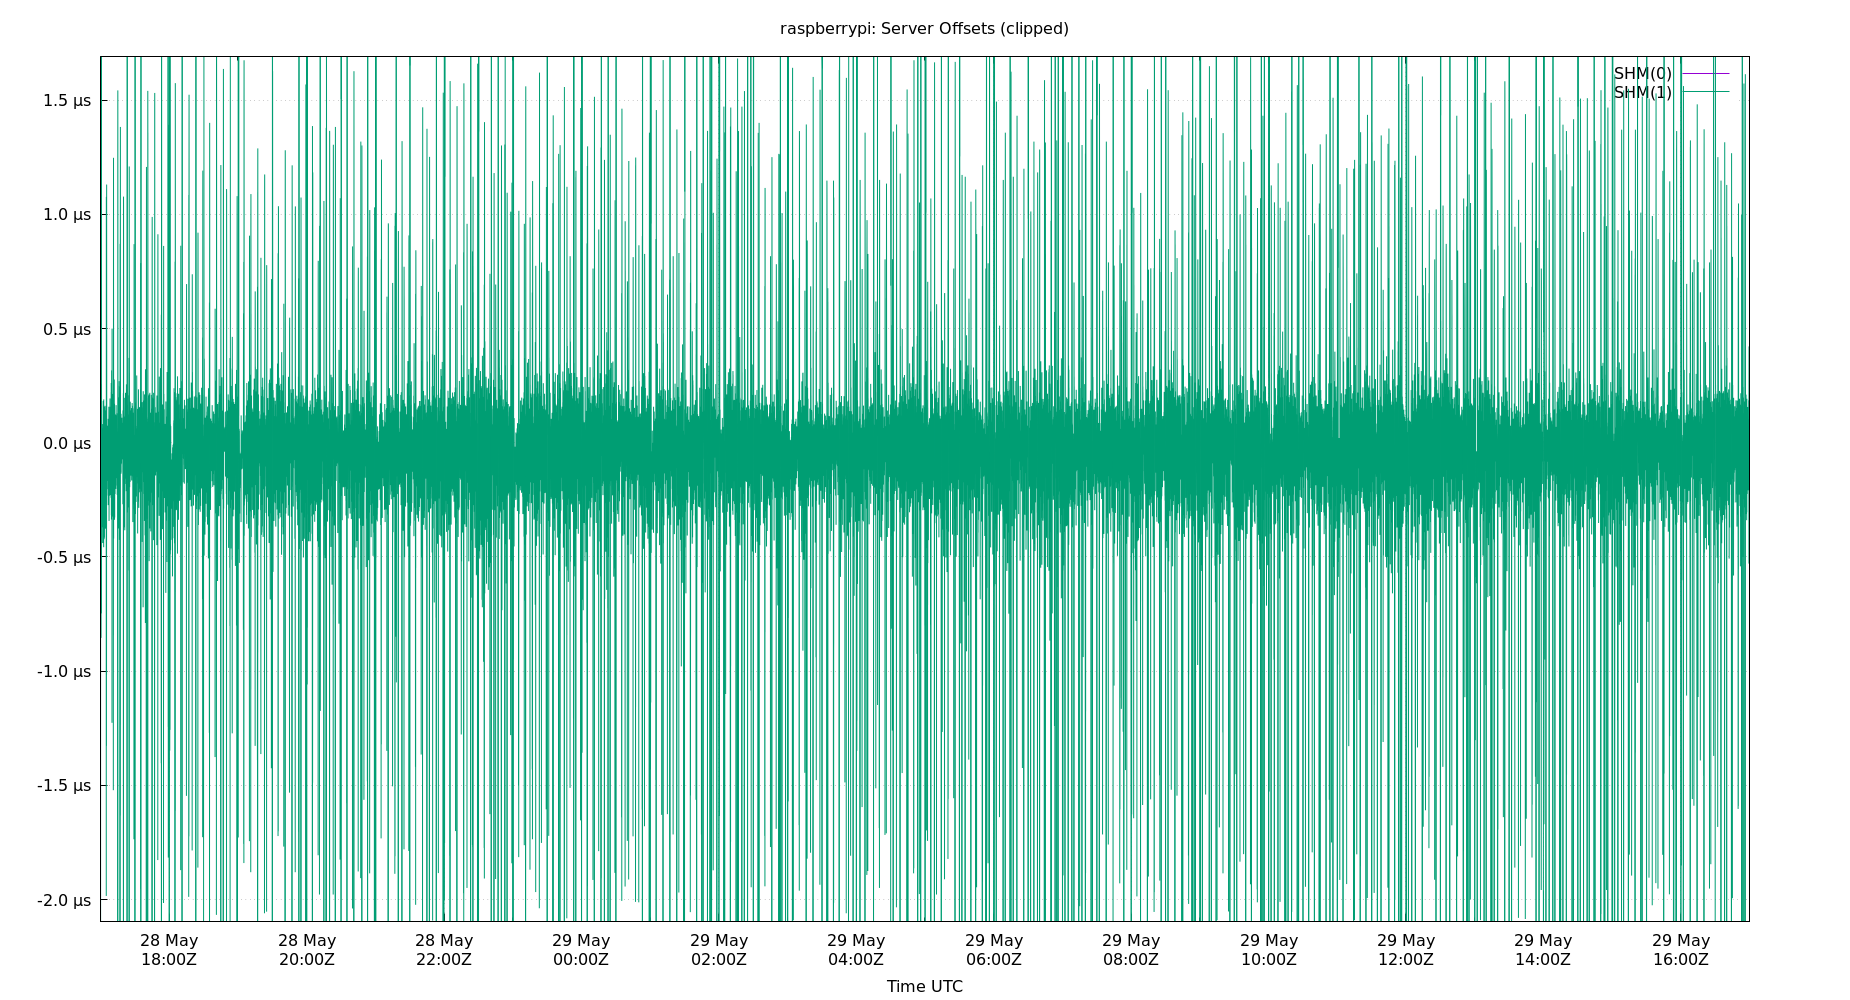 raspberrypi: Server Offsets (clipped)
SHM(0)
SHM(1)
1.5 µs
1.0 µs
0.5 µs
0.0 µs
-0.5 µs
-1.0 µs
-1.5 µs
-2.0 µs
28 May 28 May 28 May 29 May 29 May 29 May 29 May 29 May 29 May 29 May 29 May 29 May
18:00Z 20:00Z 22:00Z 00:00Z 02:00Z 04:00Z 06:00Z 08:00Z 10:00Z 12:00Z 14:00Z 16:00Z
Time UTC